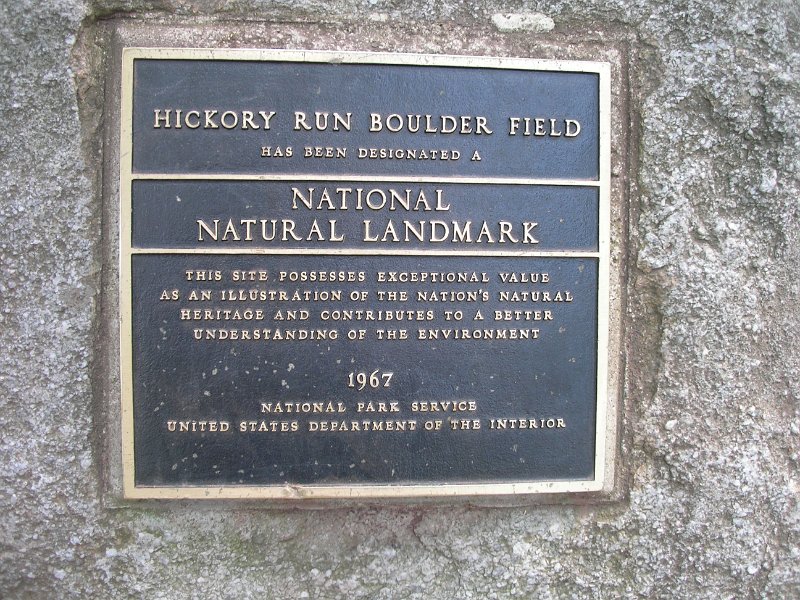 HICKORY RUN BOULDER FIELD
HAS BEEN DESIGNATED A
NATIONAL
NATURAL LANDMARK
THIS SITE POSSESSES EXCEPTIONAL VALUE
AS AN ILLUSTRATION OF THE NATION'S NATURAL
HERITAGE AND CONTRIBUTES TO A BETTER
UNDERSTANDING OF THE ENVIRONMENT
1967
NATIONAL PARK SERVICE
UNITED STATES DEPARTMENT OF THE INTERIOR